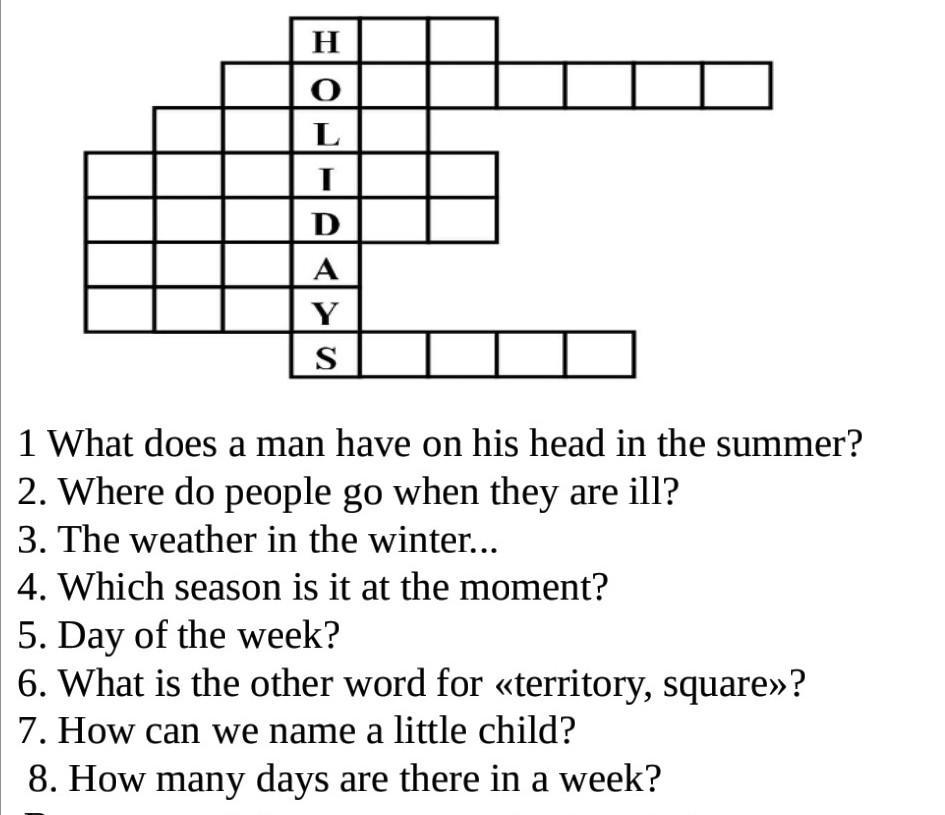 H
O
L
I
D
A
Y
S
1 What does a man have on his head in the summer?
2. Where do people go when they are ill?
3. The weather in the winter...
4. Which season is it at the moment?
5. Day of the week?
6. What is the other word for «territory, square»?
7. How can we name a little child?
8. How many days are there in a week?